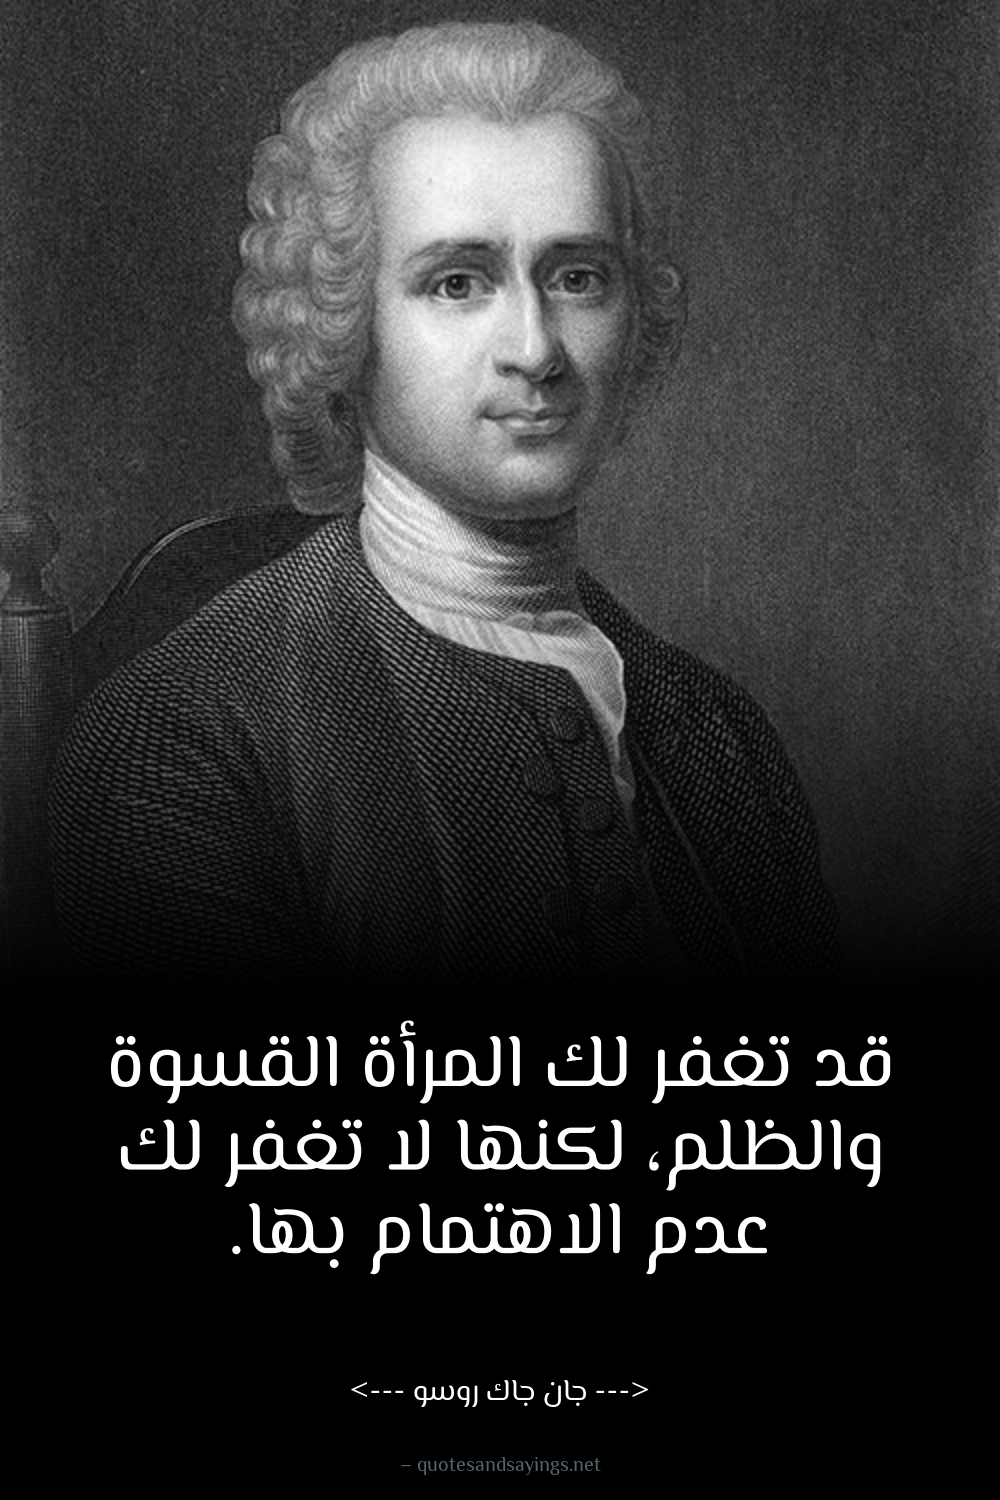 قد تغفر لك المرأة القسوة
والظلم، لكنها لا تغفر لك
عدم الاهتمام بها.
<--- جان جاك روسو --->
– quotesandsayings.net